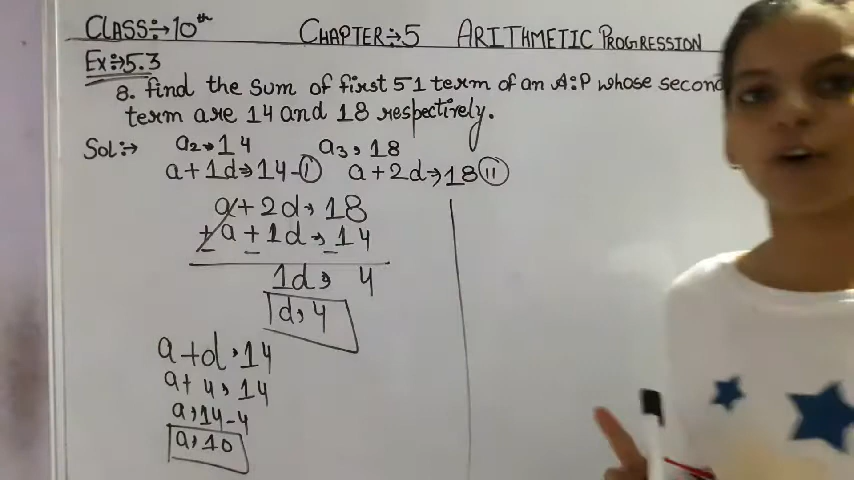 CLASS:→10th CHAPTER:→5 ARITHMETIC PROGRESSION
Ex:→5.3
8. find the sum of first 51 term of an A:P whose second
term are 14 and 18 respectively.
Sol:→ a2→14 a3→18
a+1d→14-① a+2d→18⑪
a+2d→18
+a+1d→14
- - -
1d→4
d→4
a+d→14
a+4→14
a→14-4
a→10